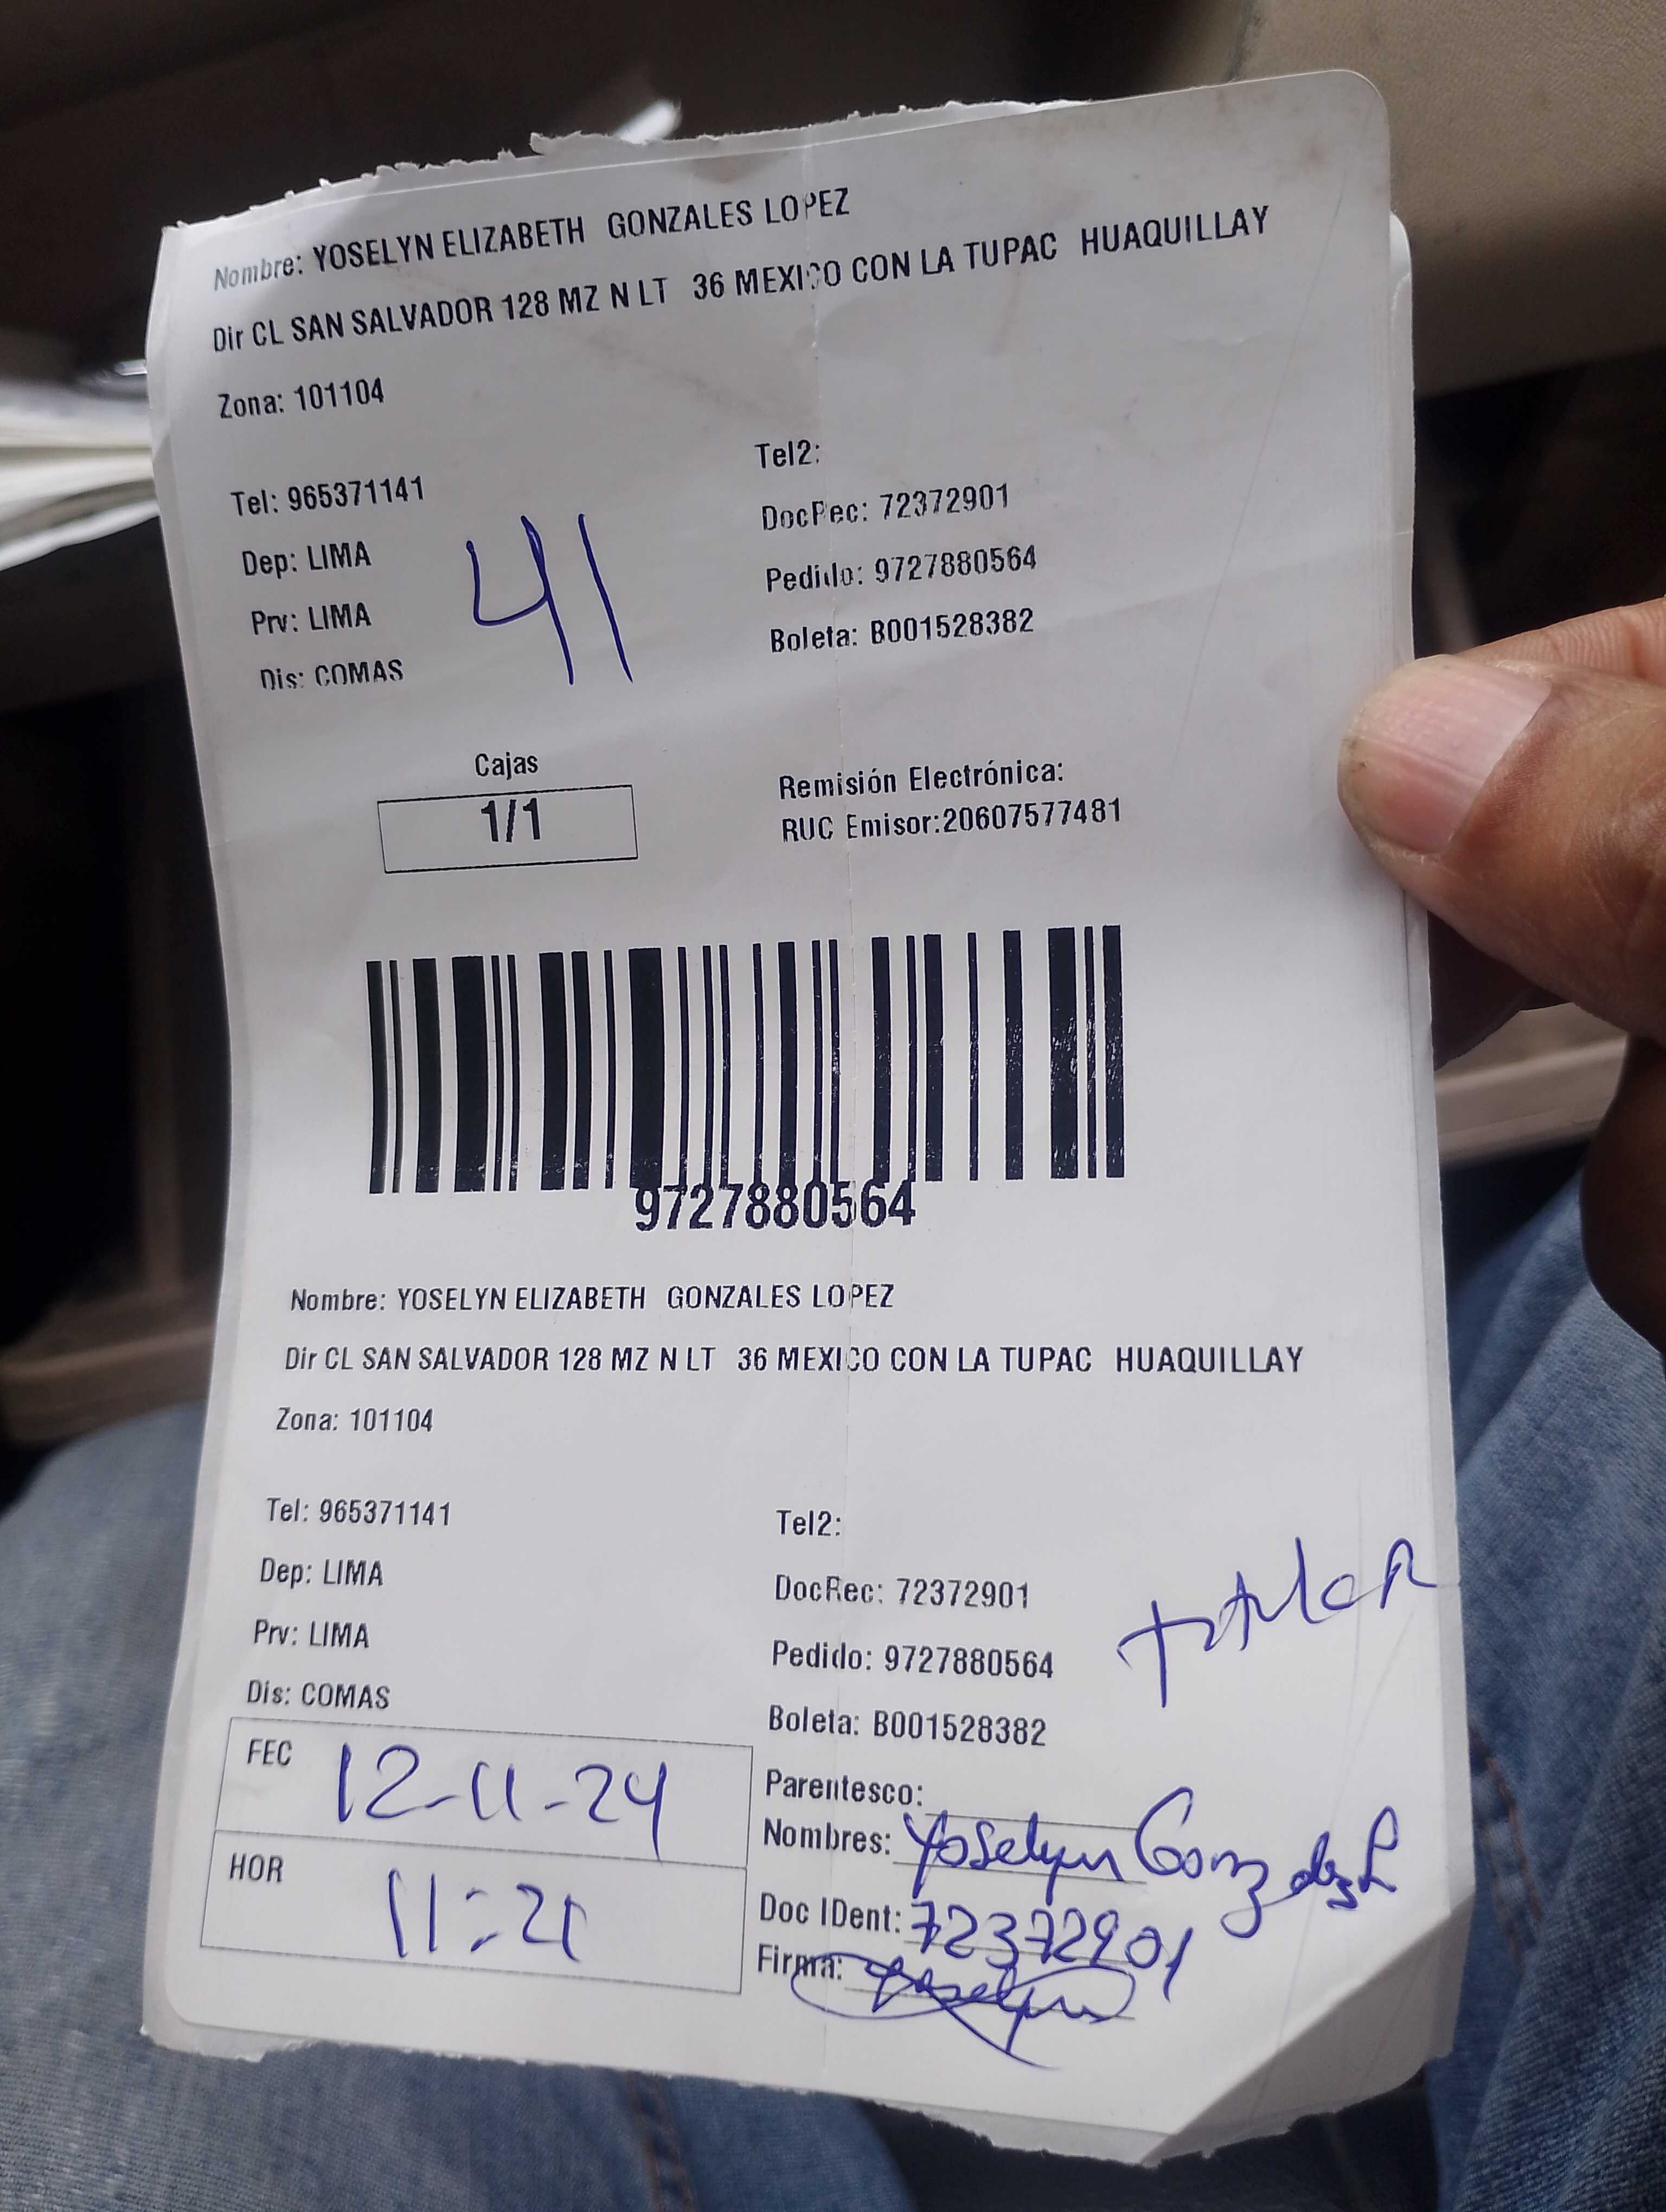 Nombre: YOSELYN ELIZABETH GONZALES LOPEZ
Dir CL SAN SALVADOR 128 MZ N LT 36 MEXICO CON LA TUPAC HUAQUILLAY
Zona: 101104
Tel: 965371141 Tel2:
Dep: LIMA DocRec: 72372901
Prv: LIMA Pedido: 9727880564
Dis: COMAS Boleta: B001528382
41
Cajas
1/1
Remisión Electrónica:
RUC Emisor:20607577481
9727880564
Nombre: YOSELYN ELIZABETH GONZALES LOPEZ
Dir CL SAN SALVADOR 128 MZ N LT 36 MEXICO CON LA TUPAC HUAQUILLAY
Zona: 101104
Tel: 965371141 Tel2:
Dep: LIMA DocRec: 72372901
Prv: LIMA Pedido: 9727880564
Dis: COMAS Boleta: B001528382
FEC 12-11-24
HOR 11:21
Parentesco:
Nombres: Yoselyn Gonzales L
Doc IDent: 72372901
Firma: Yoselyn